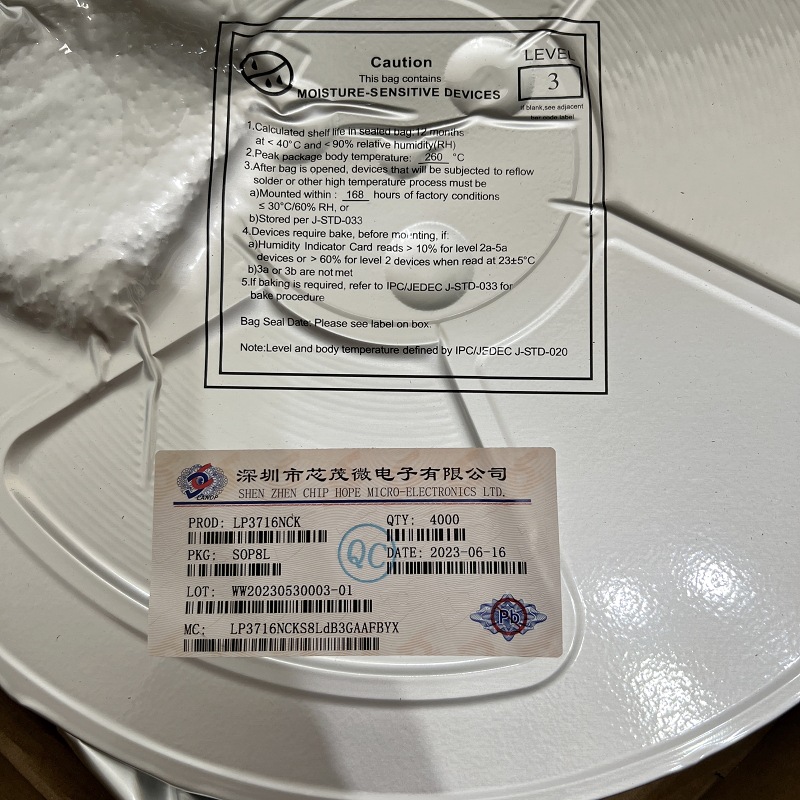 Caution
This bag contains
MOISTURE-SENSITIVE DEVICES
LEVEL
3
If blank,see adjacent
bar code label
1.Calculated shelf life in sealed bag:12 months
at < 40°C and < 90% relative humidity(RH)
2.Peak package body temperature: 260 °C
3.After bag is opened, devices that will be subjected to reflow
solder or other high temperature process must be
a)Mounted within : 168 hours of factory conditions
≤ 30°C/60% RH, or
b)Stored per J-STD-033
4.Devices require bake, before mounting, if:
a)Humidity Indicator Card reads > 10% for level 2a-5a
devices or > 60% for level 2 devices when read at 23±5°C
b)3a or 3b are not met
5.If baking is required, refer to IPC/JEDEC J-STD-033 for
bake procedure
Bag Seal Date: Please see label on box.
Note:Level and body temperature defined by IPC/JEDEC J-STD-020
深圳市芯茂微电子有限公司
SHEN ZHEN CHIP HOPE MICRO-ELECTRONICS LTD.
PROD: LP3716NCK
QTY: 4000
PKG: SOP8L
QC
DATE: 2023-06-16
LOT: WW20230530003-01
MC: LP3716NCKS8LdB3GAAFBYX
Pb